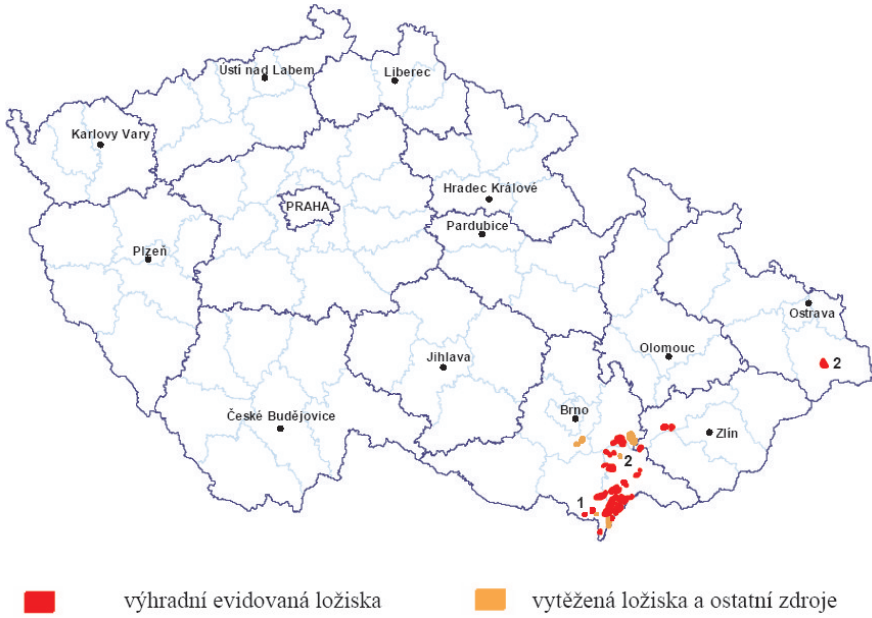 Ústí nad Labem
Liberec
Karlovy Vary
Hradec Králově
PRAHA
Pardubice
Plzeň
Ostrava
Olomouc
Jihlava
2
Brno
České Budějovice
Zlín
2
1
výhradní evidovaná ložiska
vytěžená ložiska a ostatní zdroje